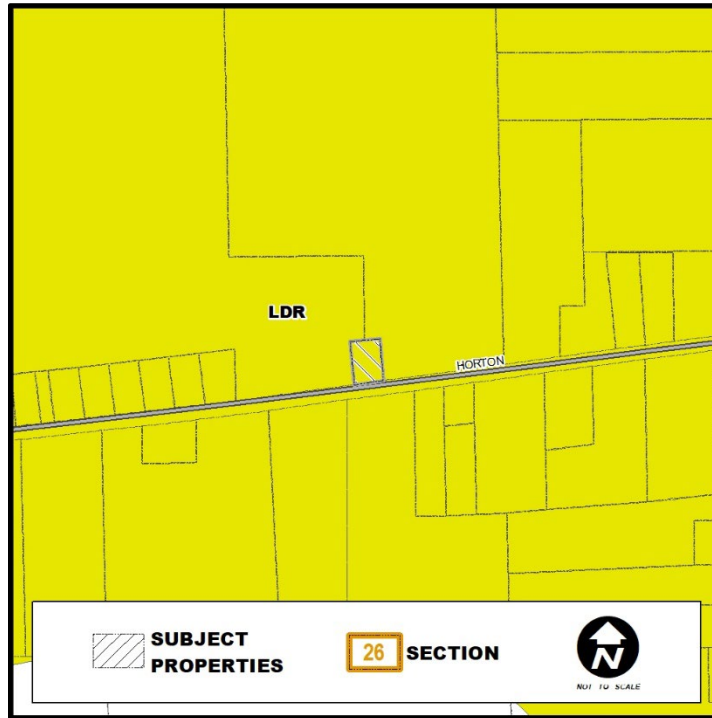 LDR
HORTON
SUBJECT
PROPERTIES
26 SECTION
N
NOT TO SCALE